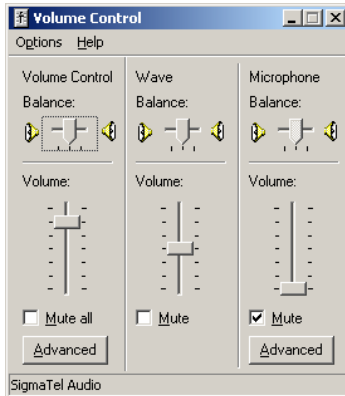 Volume Control
Options Help
Volume Control
Balance:
Volume:
Mute all
Advanced
Wave
Balance:
Volume:
Mute
Microphone
Balance:
Volume:
Mute
Advanced
SigmaTel Audio